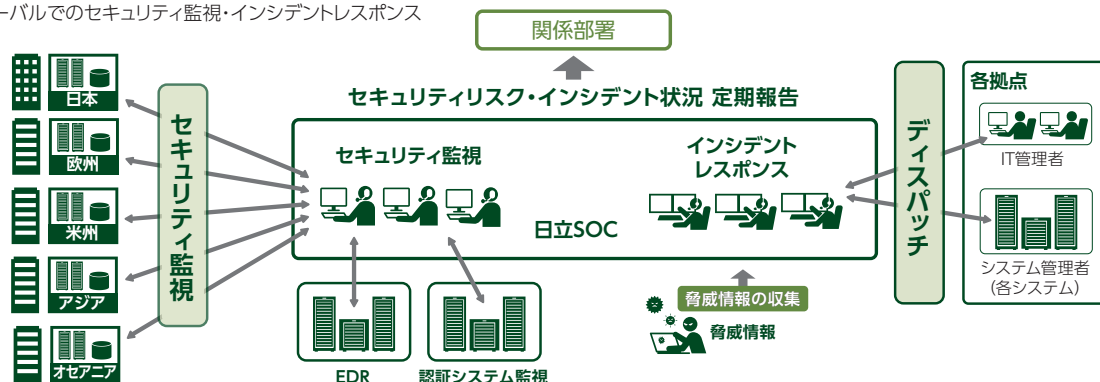 ーバルでのセキュリティ監視・インシデントレスポンス
関係部署
セキュリティリスク・インシデント状況 定期報告
日本
欧州
米州
アジア
オセアニア
セキュリティ監視
セキュリティ監視
インシデント
レスポンス
日立SOC
EDR
認証システム監視
脅威情報の収集
脅威情報
ディスパッチ
各拠点
IT管理者
システム管理者
(各システム)